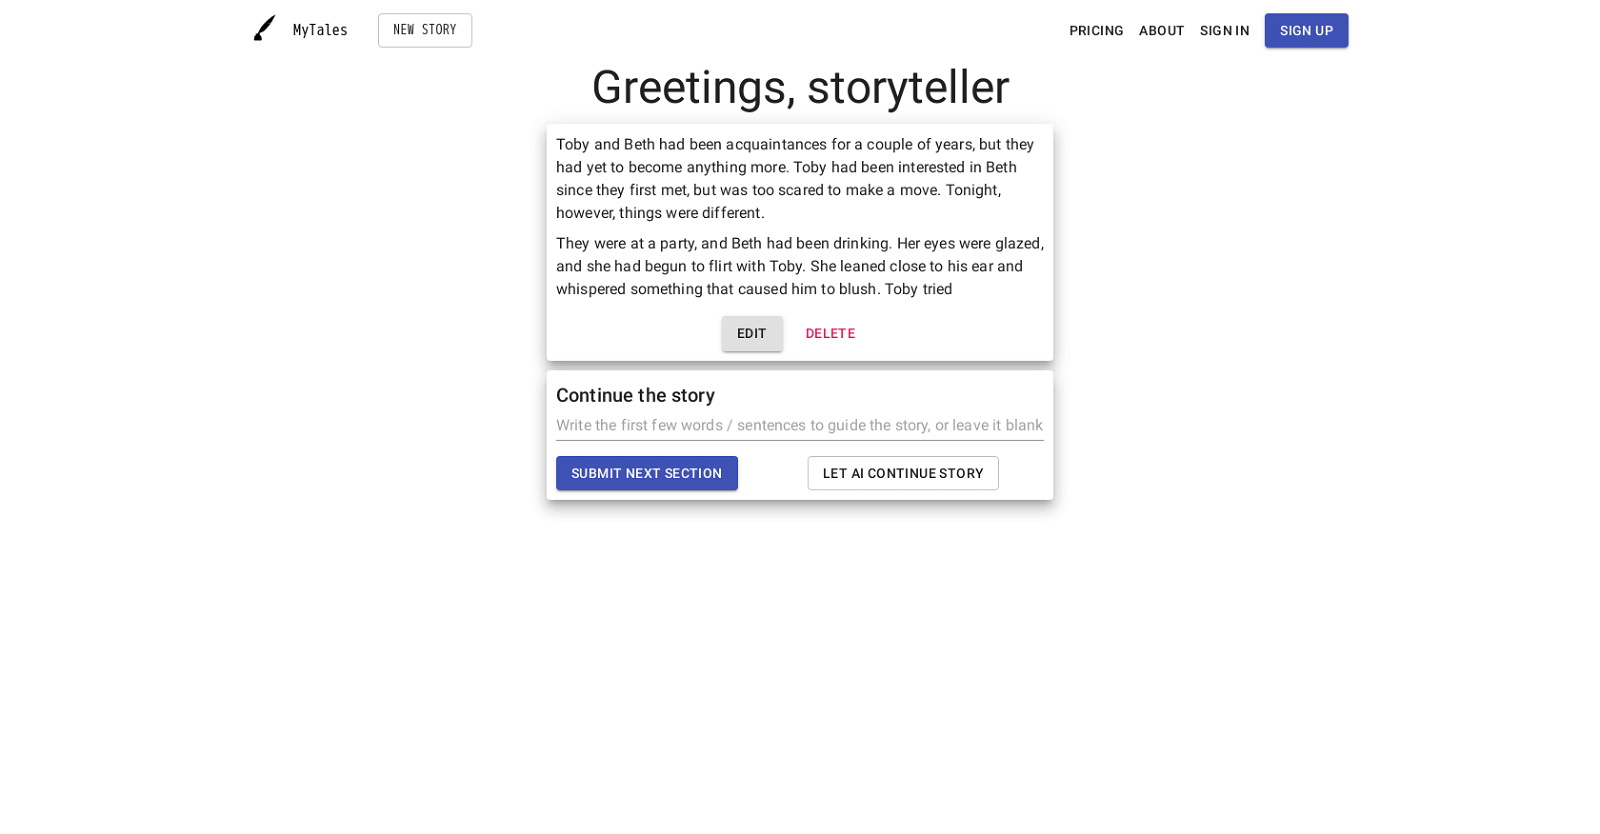 MyTales
NEW STORY
PRICING
ABOUT
SIGN IN
SIGN UP
Greetings, storyteller
Toby and Beth had been acquaintances for a couple of years, but they
had yet to become anything more. Toby had been interested in Beth
since they first met, but was too scared to make a move. Tonight,
however, things were different.
They were at a party, and Beth had been drinking. Her eyes were glazed,
and she had begun to flirt with Toby. She leaned close to his ear and
whispered something that caused him to blush. Toby tried
EDIT
DELETE
Continue the story
Write the first few words / sentences to guide the story, or leave it blank
SUBMIT NEXT SECTION
LET AI CONTINUE STORY